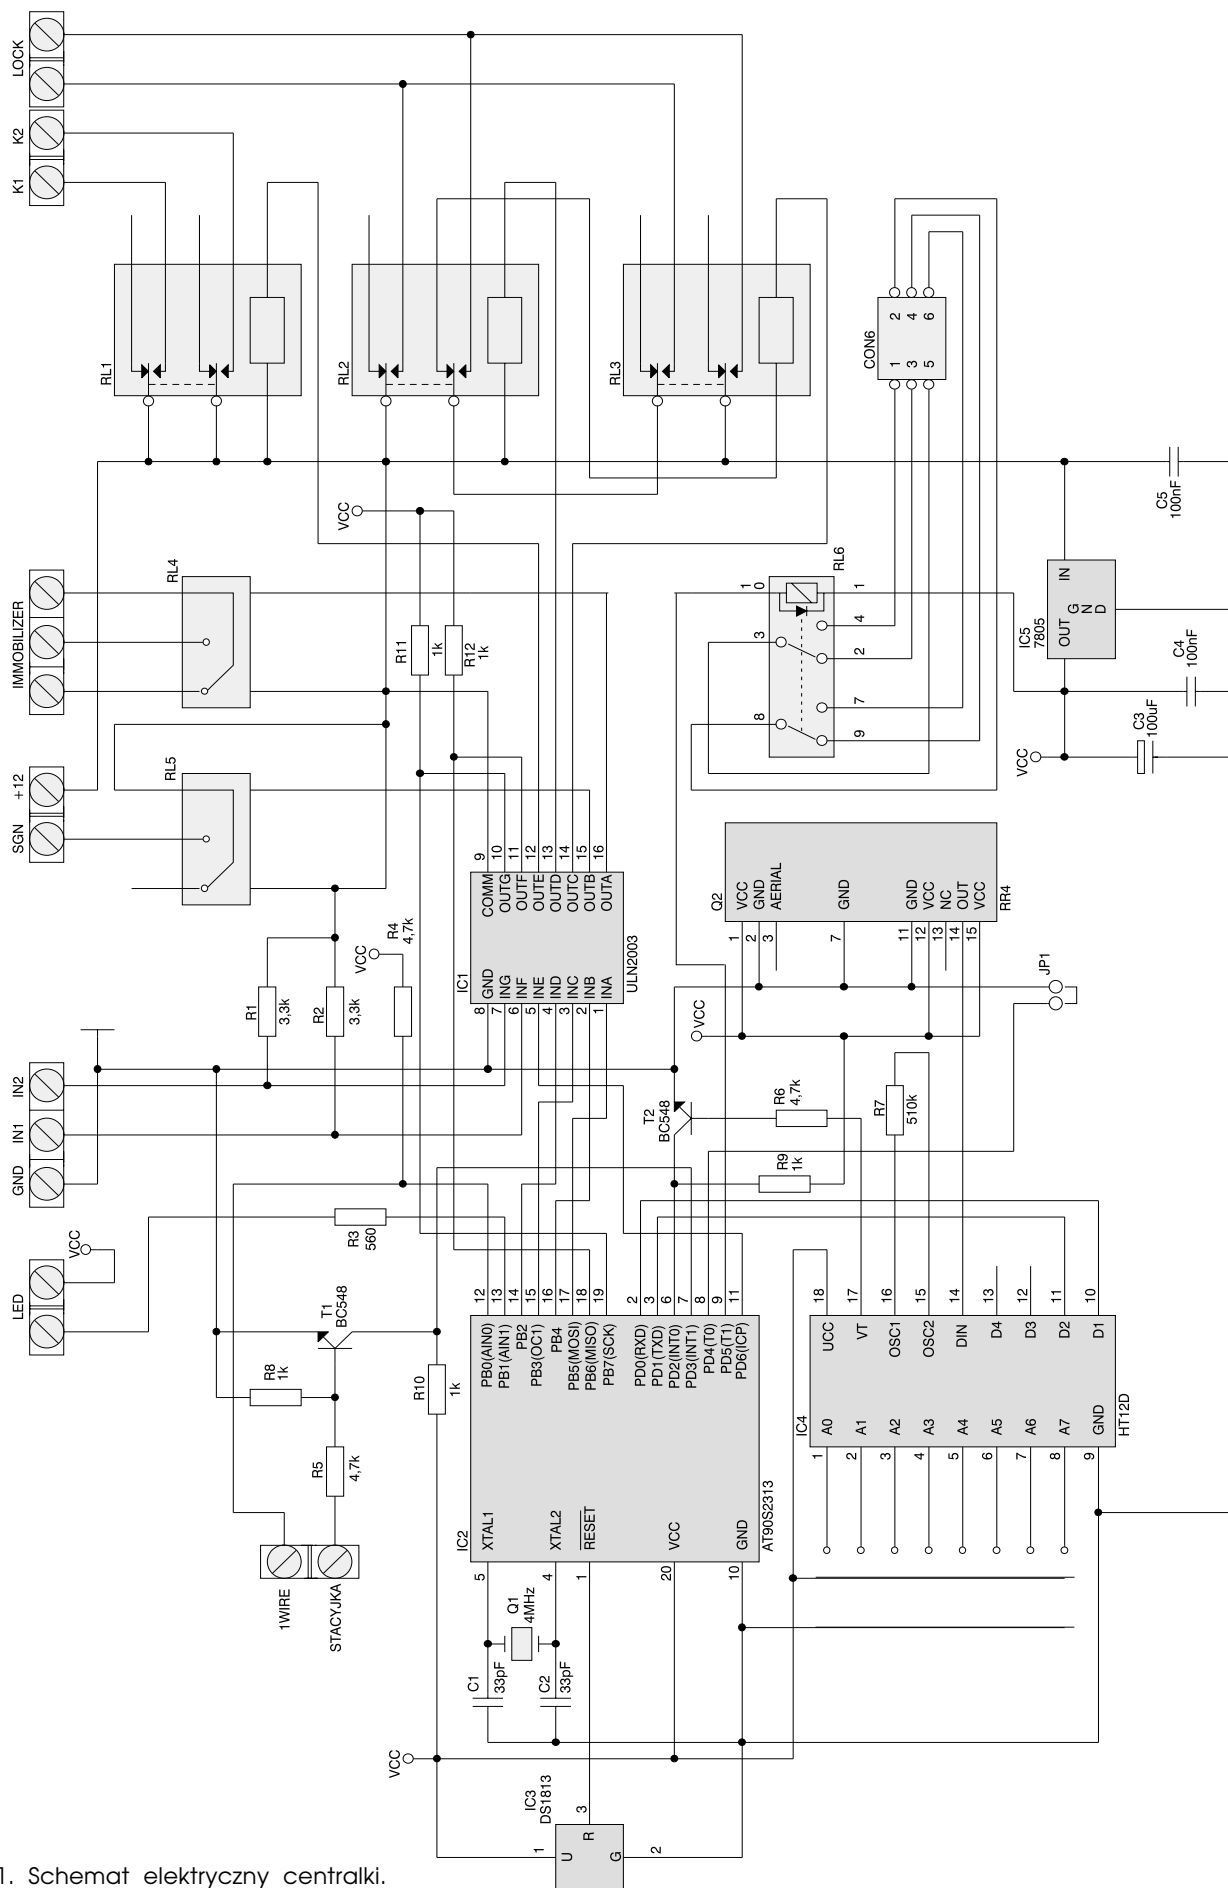 LOCK
K2
K1
IMMOBILIZER
+12
SGN
IN2
IN1
GND
LED
VCC
RL1
RL2
RL3
RL4
RL5
VCC
R11
1k
R12
1k
CON6
1 2
3 4
5 6
RL6
1 0
3
8
1
4
2
7
9
C5
100nF
IC5
7805
OUT
GND
IN
C4
100nF
C3
100uF
VCC
R1
3,3k
R2
3,3k
VCC
R4
4,7k
IC1
ULN2003
8 GND COMM 9
7 ING OUTG 10
6 INF OUTF 11
5 INE OUTE 12
4 IND OUTD 13
3 INC OUTC 14
2 INB OUTB 15
1 INA OUTA 16
Q2
RR4
1 VCC
2 GND
3 AERIAL
7 GND
11 GND
12 VCC
13 NC
14 OUT
15 VCC
JP1
VCC
T2
BC548
R6
4,7k
R7
510k
R9
1k
R3
560
T1
BC548
R8
1k
R5
4,7k
R10
1k
1WIRE
STACYJKA
IC2
AT90S2313
5 XTAL1
4 XTAL2
1 RESET
20 VCC
10 GND
PB0(AIN0) 12
PB1(AIN1) 13
PB2 14
PB3(OC1) 15
PB4 16
PB5(MOSI) 17
PB6(MISO) 18
PB7(SCK) 19
PD0(RXD) 2
PD1(TXD) 3
PD2(INT0) 6
PD3(INT1) 7
PD4(T0) 8
PD5(T1) 9
PD6(ICP) 11
IC4
HT12D
1 A0 UCC 18
2 A1 VT 17
3 A2 OSC1 16
4 A3 OSC2 15
5 A4 DIN 14
6 A5 D4 13
7 A6 D3 12
8 A7 D2 11
9 GND D1 10
Q1
4MHz
C1
33pF
C2
33pF
VCC
IC3
DS1813
1 U
R 3
G 2
1. Schemat elektryczny centralki.